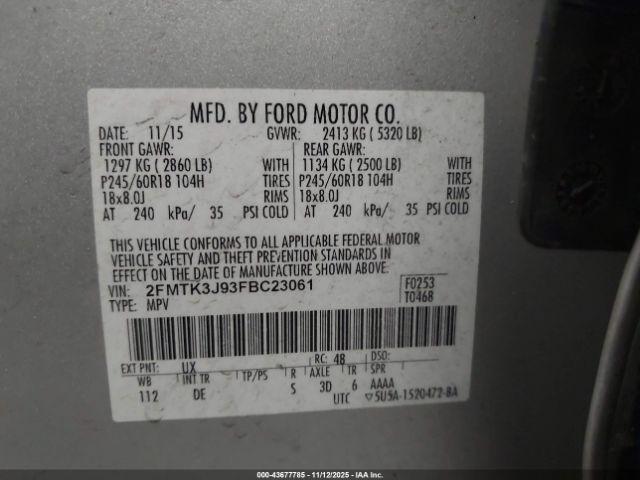 MFD. BY FORD MOTOR CO.
DATE: 11/15 GVWR: 2413 KG ( 5320 LB)
FRONT GAWR: REAR GAWR:
1297 KG ( 2860 LB) WITH 1134 KG ( 2500 LB) WITH
P245/60R18 104H TIRES P245/60R18 104H TIRES
18x8.0J RIMS 18x8.0J RIMS
AT 240 kPa/ 35 PSI COLD AT 240 kPa/ 35 PSI COLD
THIS VEHICLE CONFORMS TO ALL APPLICABLE FEDERAL MOTOR
VEHICLE SAFETY AND THEFT PREVENTION STANDARDS IN
EFFECT ON THE DATE OF MANUFACTURE SHOWN ABOVE.
VIN: 2FMTK3J93FBC23061 F0253
TYPE: MPV T0468
EXT PNT: UX RC: 48 DSO:
WB INT TR TP/PS R AXLE TR SPR
112 DE S 3D 6 AAAA
UTC ▽5U5A-1520472-BA
00-43677785 - 11/12/2025 - IAA Inc.